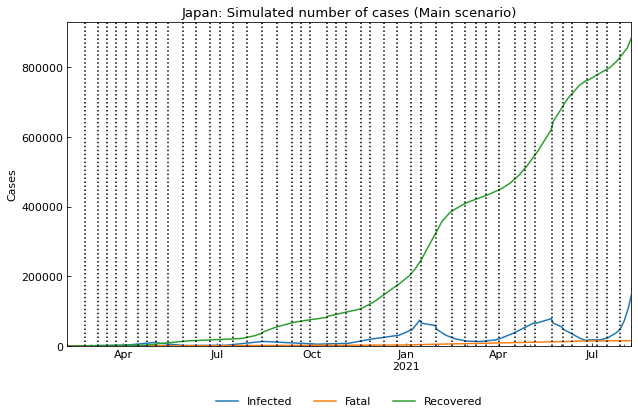 Japan: Simulated number of cases (Main scenario)
800000
600000
400000
200000
0
Cases
Apr
Jul
Oct
Jan
2021
Apr
Jul
Infected
Fatal
Recovered